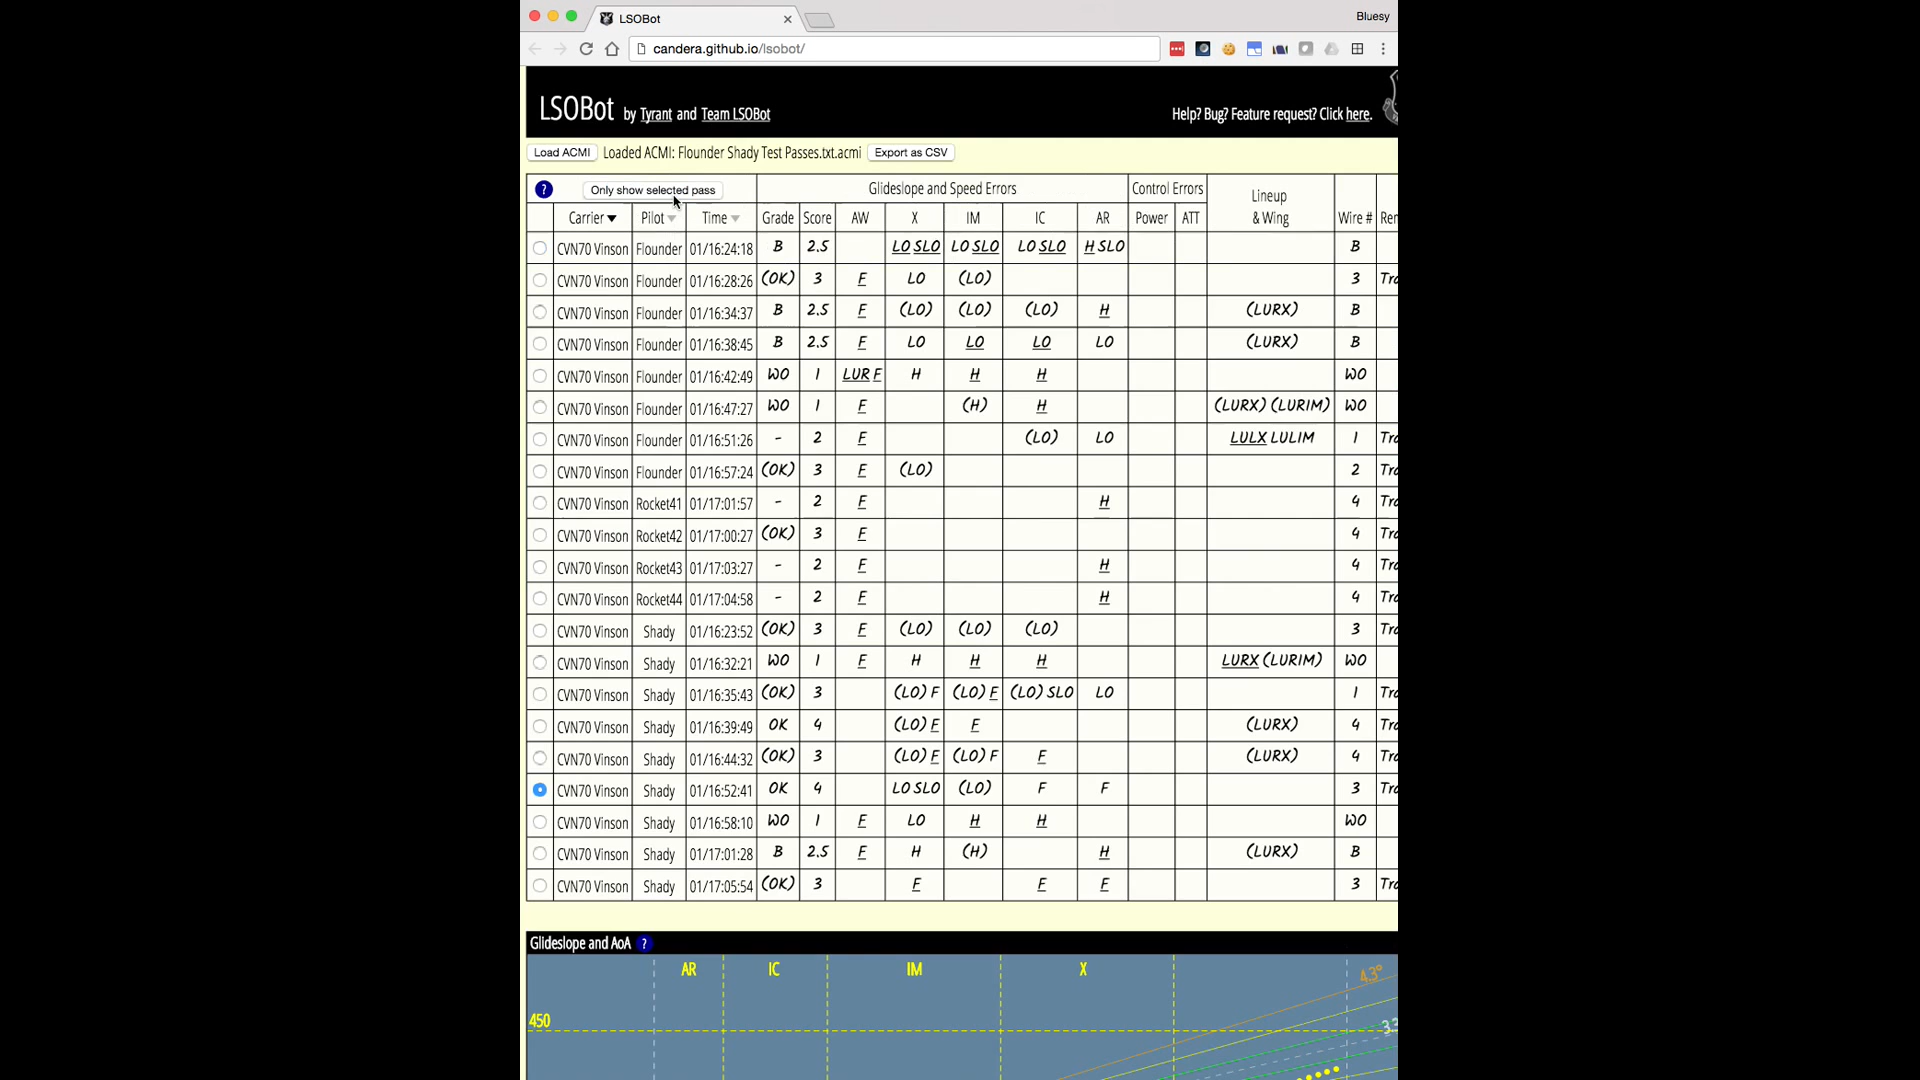 LSOBot
Bluesy
candera.github.io/lsobot/
LSOBot by Tyrant and Team LSOBot
Help? Bug? Feature request? Click here.
Load ACMI Loaded ACMI: Flounder Shady Test Passes.txt.acmi Export as CSV
? Only show selected pass Glideslope and Speed Errors Control Errors Lineup & Wing
Carrier Pilot Time Grade Score AW X IM IC AR Power ATT Wire #
CVN70 Vinson Flounder 01/16:24:18 B 2.5 LO SLO LO SLO LO SLO H SLO B
CVN70 Vinson Flounder 01/16:28:26 (OK) 3 F LO (LO) 3
CVN70 Vinson Flounder 01/16:34:37 B 2.5 F (LO) (LO) (LO) H (LURX) B
CVN70 Vinson Flounder 01/16:38:45 B 2.5 F LO LO LO LO (LURX) B
CVN70 Vinson Flounder 01/16:42:49 WO 1 LUR F H H H WO
CVN70 Vinson Flounder 01/16:47:27 WO 1 F (H) H (LURX) (LURIM) WO
CVN70 Vinson Flounder 01/16:51:26 - 2 F (LO) LO LULX LULIM 1
CVN70 Vinson Flounder 01/16:57:24 (OK) 3 F (LO) 2
CVN70 Vinson Rocket41 01/17:01:57 - 2 F H 4
CVN70 Vinson Rocket42 01/17:00:27 (OK) 3 F 4
CVN70 Vinson Rocket43 01/17:03:27 - 2 F H 4
CVN70 Vinson Rocket44 01/17:04:58 - 2 F H 4
CVN70 Vinson Shady 01/16:23:52 (OK) 3 F (LO) (LO) (LO) 3
CVN70 Vinson Shady 01/16:32:21 WO 1 F H H H LURX (LURIM) WO
CVN70 Vinson Shady 01/16:35:43 (OK) 3 (LO) F (LO) F (LO) SLO LO 1
CVN70 Vinson Shady 01/16:39:49 OK 4 (LO) F F (LURX) 4
CVN70 Vinson Shady 01/16:44:32 (OK) 3 (LO) F (LO) F F (LURX) 4
CVN70 Vinson Shady 01/16:52:41 OK 4 LO SLO (LO) F F 3
CVN70 Vinson Shady 01/16:58:10 WO 1 F LO H H WO
CVN70 Vinson Shady 01/17:01:28 B 2.5 F H (H) H (LURX) B
CVN70 Vinson Shady 01/17:05:54 (OK) 3 F F F 3
Glideslope and AoA ?
AR IC IM X
4.3°
450